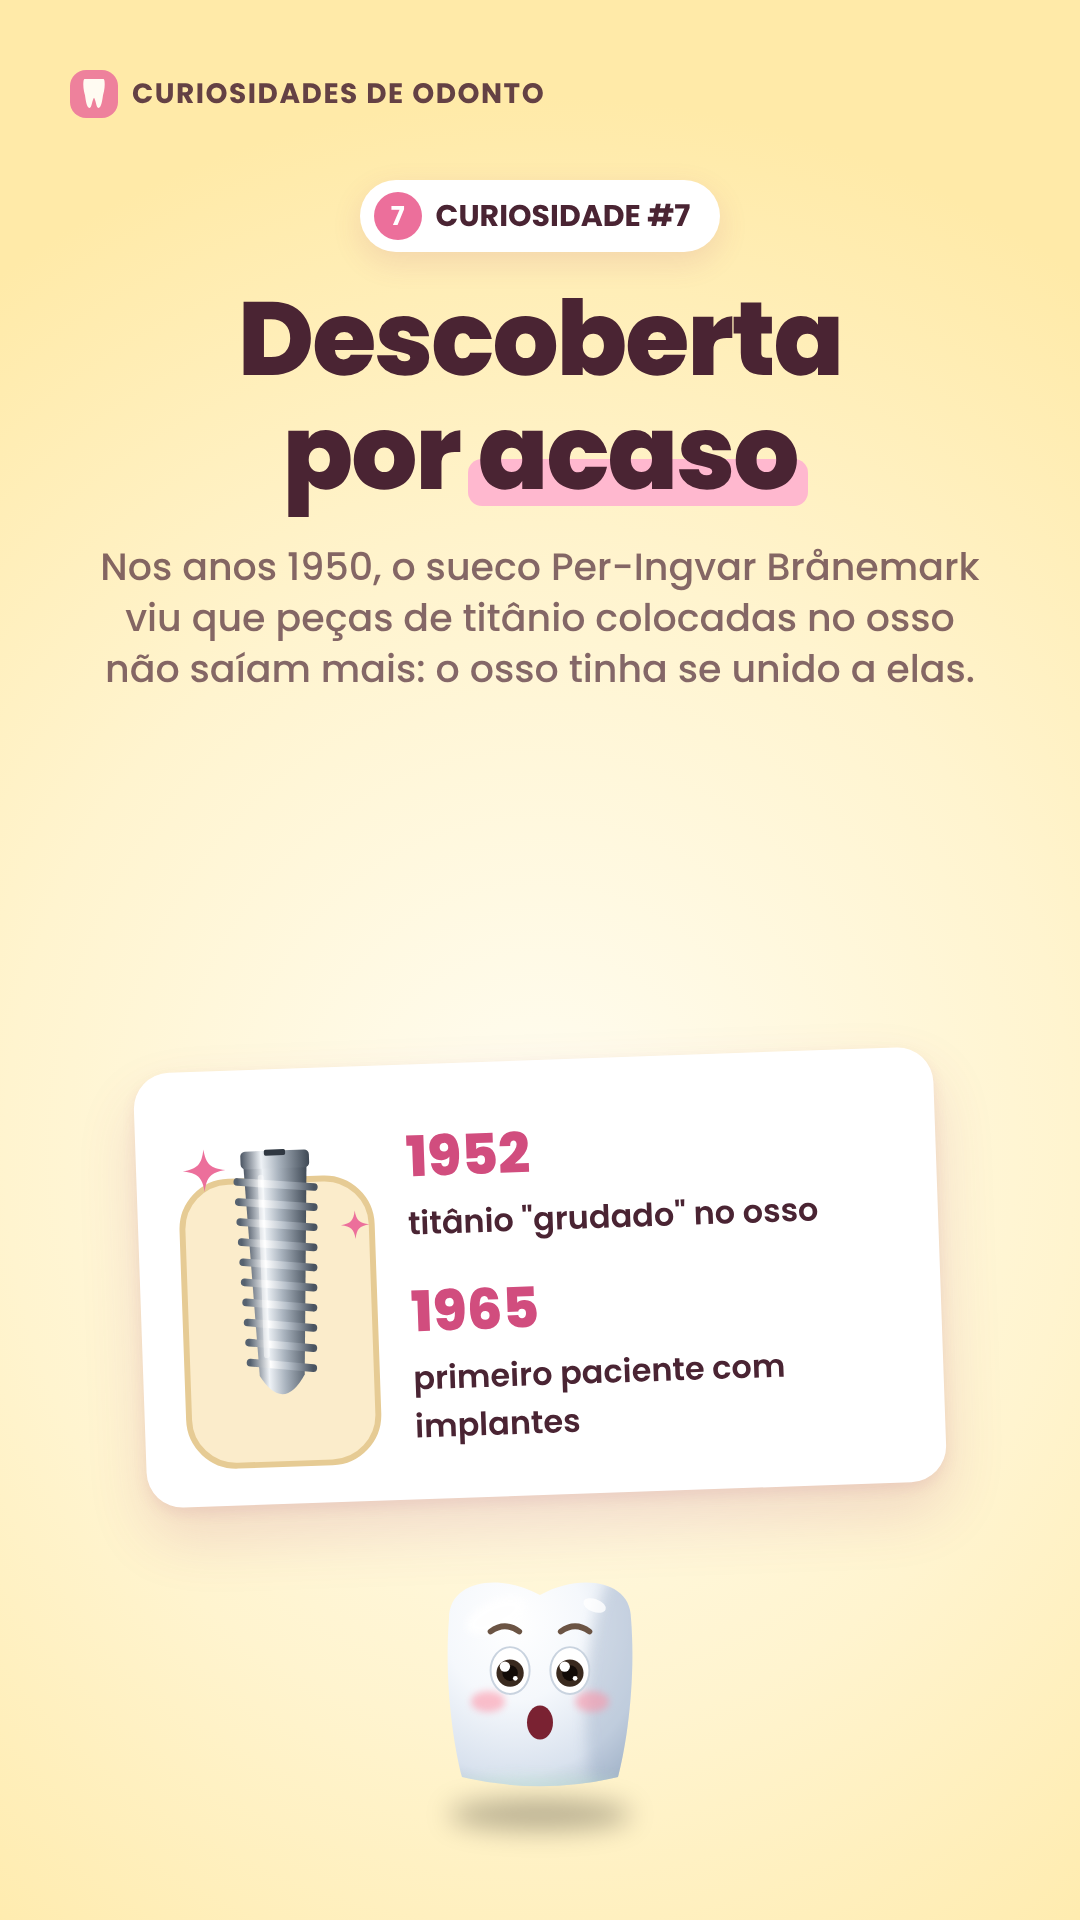 CURIOSIDADES DE ODONTO
7 CURIOSIDADE #7
Descoberta
por acaso
Nos anos 1950, o sueco Per-Ingvar Brånemark
viu que peças de titânio colocadas no osso
não saíam mais: o osso tinha se unido a elas.
1952
titânio "grudado" no osso
1965
primeiro paciente com
implantes